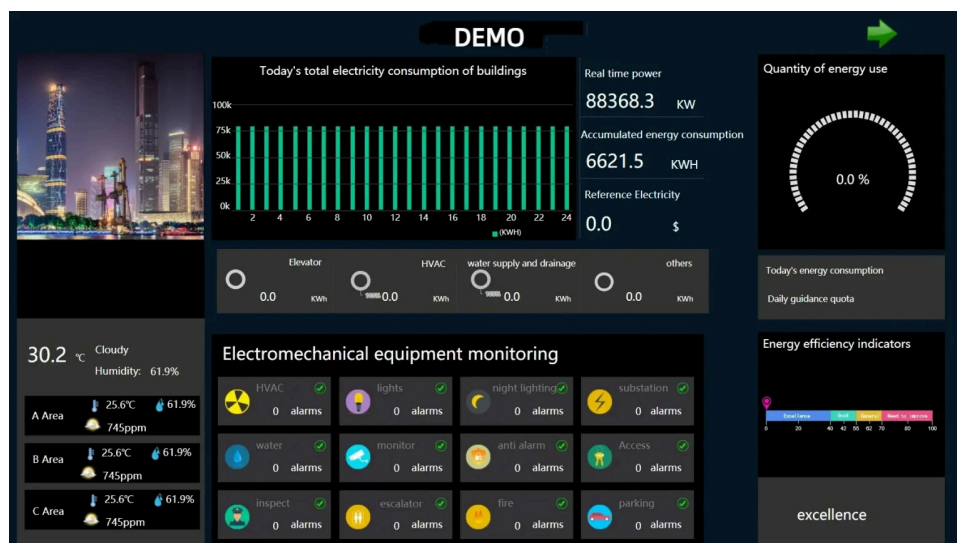 DEMO
Today's total electricity consumption of buildings
100k
75k
50k
25k
0k
2 4 6 8 10 12 14 16 18 20 22 24
(KWH)
Real time power
88368.3 KW
Accumulated energy consumption
6621.5 KWH
Reference Electricity
0.0 $
Quantity of energy use
0.0 %
Elevator
0.0 KWh
HVAC
100% 0.0 KWh
water supply and drainage
100% 0.0 KWh
others
0.0 KWh
Today's energy consumption
Daily guidance quota
30.2 ℃ Cloudy
Humidity: 61.9%
A Area 25.6℃ 61.9%
745ppm
B Area 25.6℃ 61.9%
745ppm
C Area 25.6℃ 61.9%
745ppm
Electromechanical equipment monitoring
HVAC
0 alarms
lights
0 alarms
night lighting
0 alarms
substation
0 alarms
water
0 alarms
monitor
0 alarms
anti alarm
0 alarms
Access
0 alarms
inspect
0 alarms
escalator
0 alarms
fire
0 alarms
parking
0 alarms
Energy efficiency indicators
Excellence Good General Need to improve
0 20 40 42 55 62 70 80 100
excellence